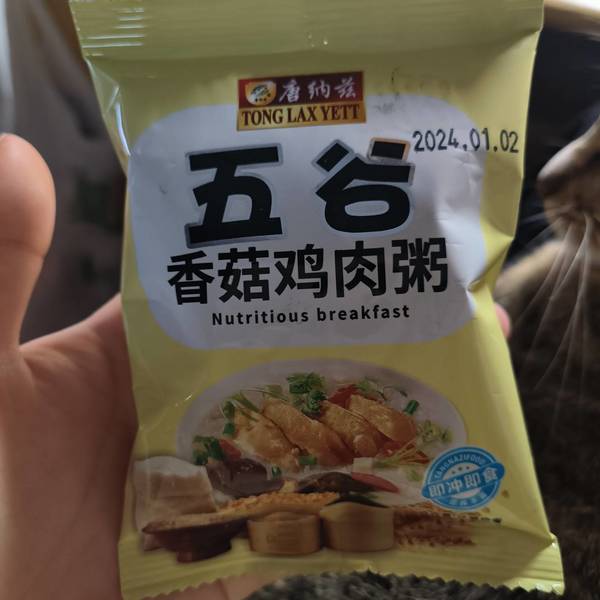 唐纳兹
TONG LAX YETT
2024.01.02
五谷
香菇鸡肉粥
Nutritious breakfast
TANGNAZIFOOD
即冲即食